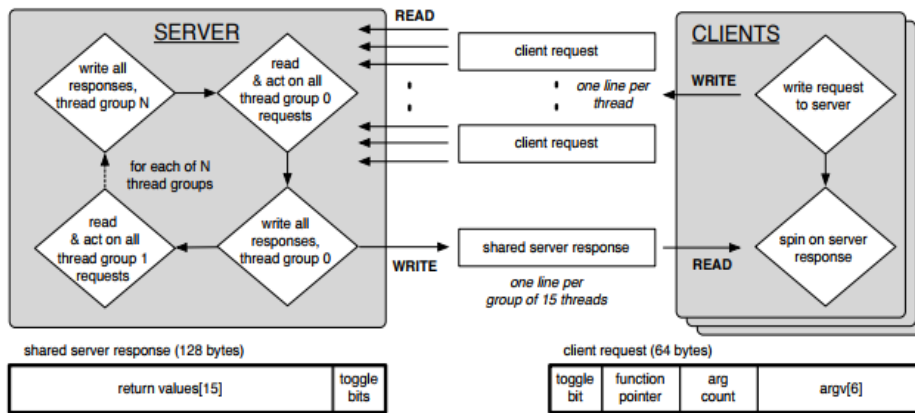 SERVER
write all
responses,
thread group N
read
& act on all
thread group 0
requests
for each of N
thread groups
read
& act on all
thread group 1
requests
write all
responses,
thread group 0
READ
client request
one line per
thread
WRITE
client request
WRITE
shared server response
READ
one line per
group of 15 threads
CLIENTS
write request
to server
spin on server
response
shared server response (128 bytes)
return values[15]
toggle
bits
client request (64 bytes)
toggle
bit
function
pointer
arg
count
argv[6]